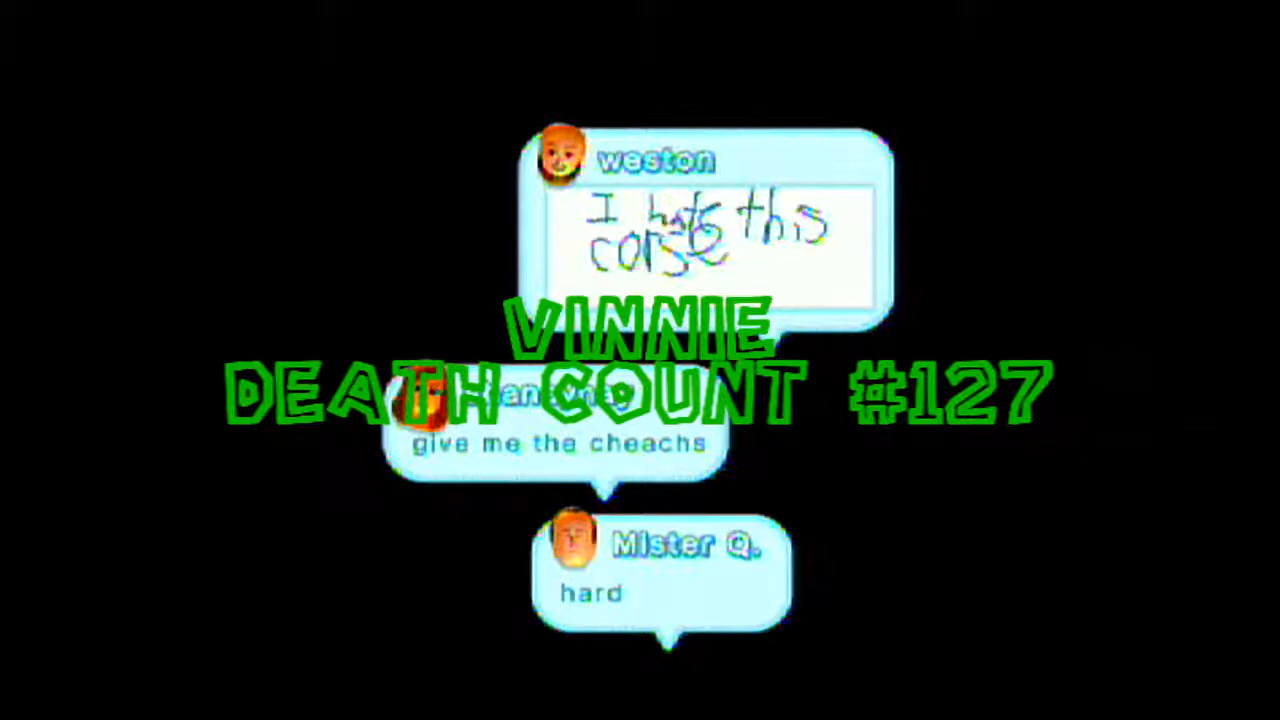 weston
I hate this
corse
VINNIE
DEATH COUNT #127
give me the cheachs
Mister Q.
hard